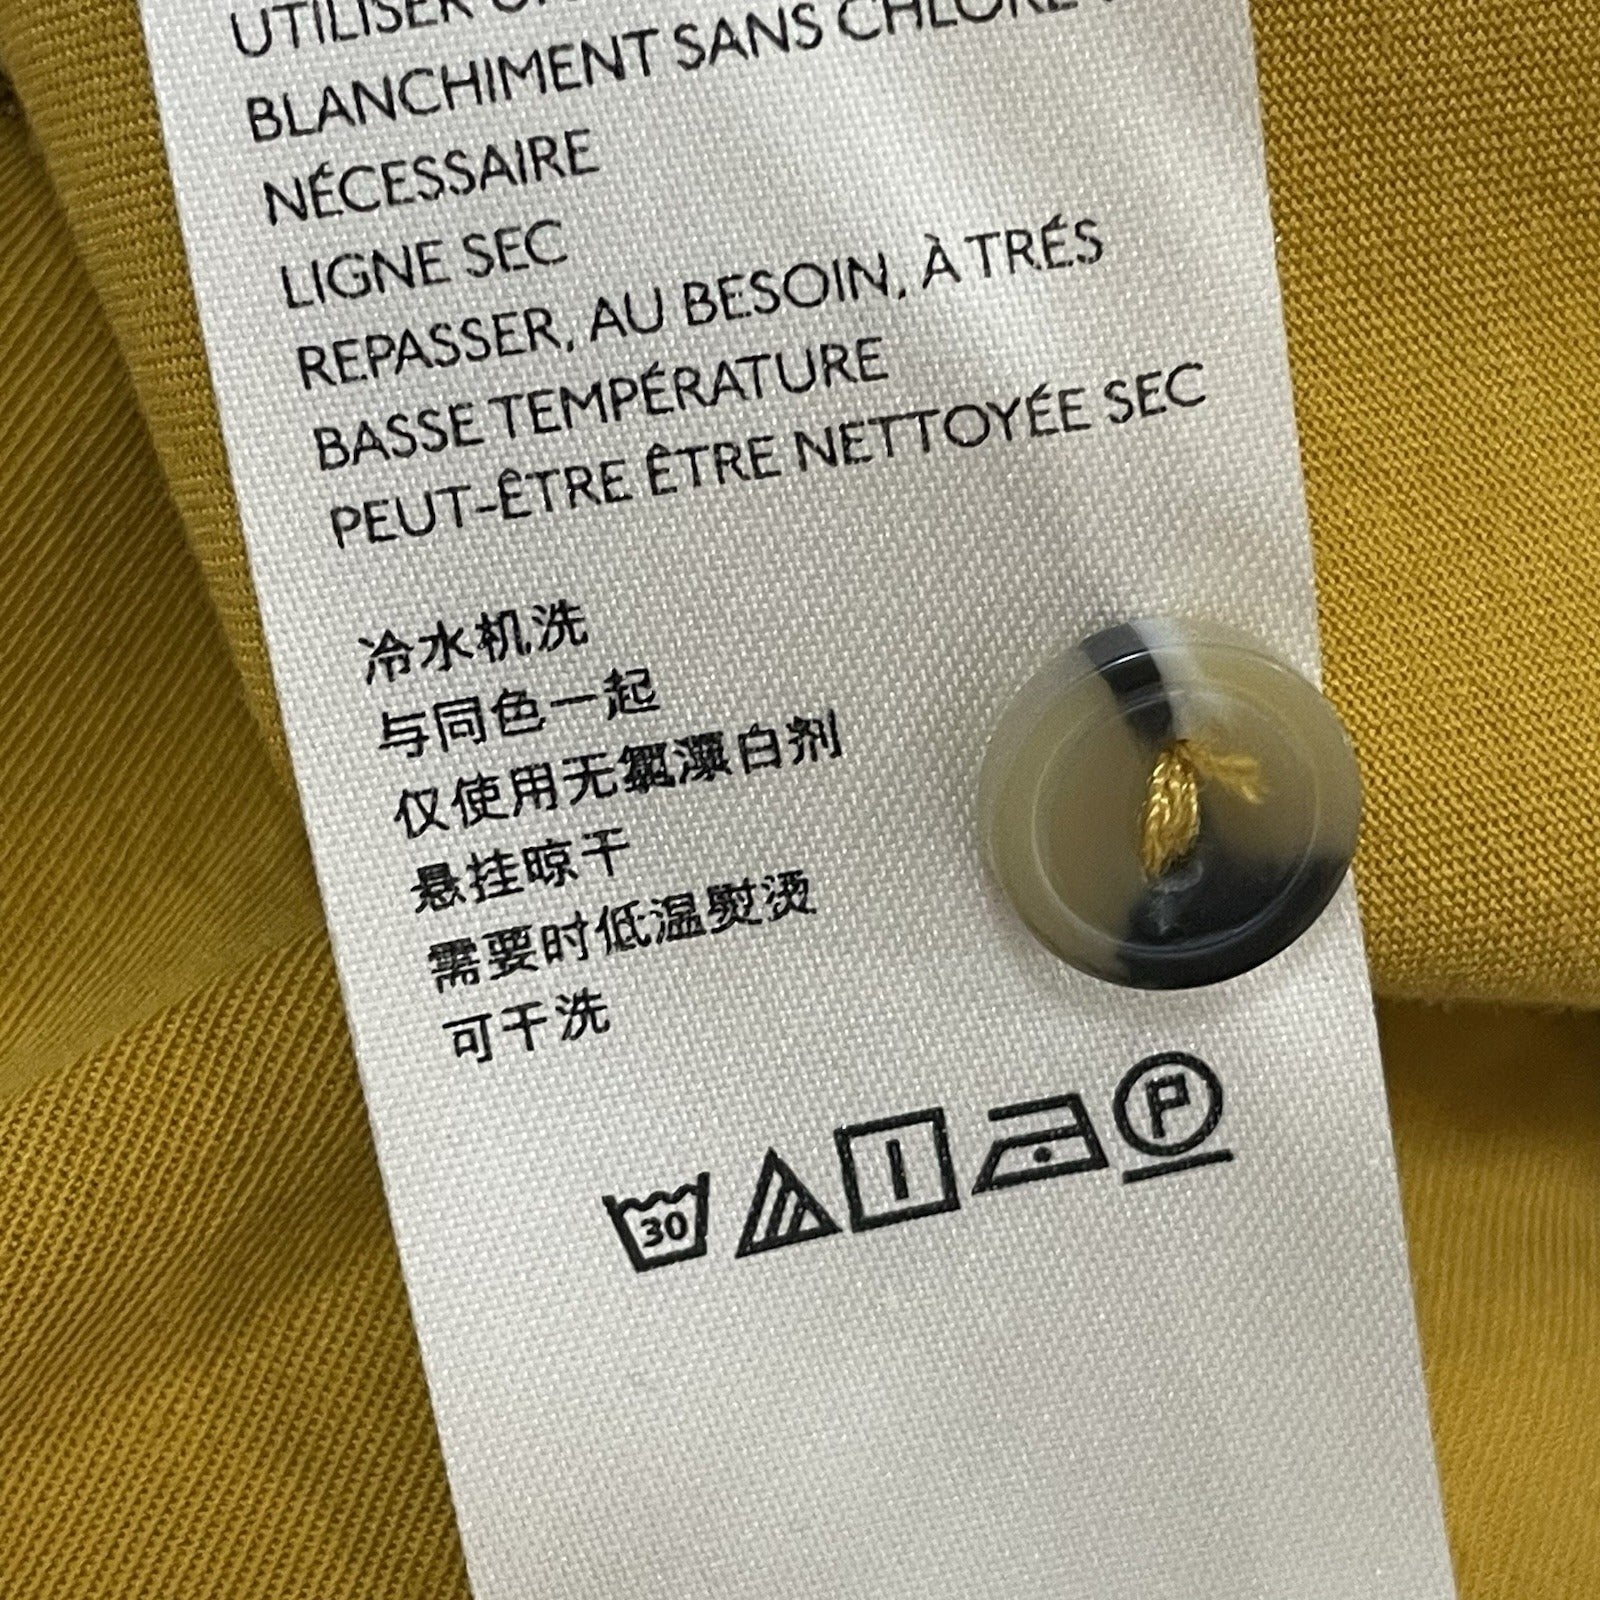 UTILISER
BLANCHIMENT SANS CHLORE
NÉCESSAIRE
LIGNE SEC
REPASSER, AU BESOIN, À TRÉS
BASSE TEMPÉRATURE
PEUT-ÊTRE ÊTRE NETTOYÉE SEC
冷水机洗
与同色一起
仅使用无氯漂白剂
悬挂晾干
需要时低温熨烫
可干洗
30 P